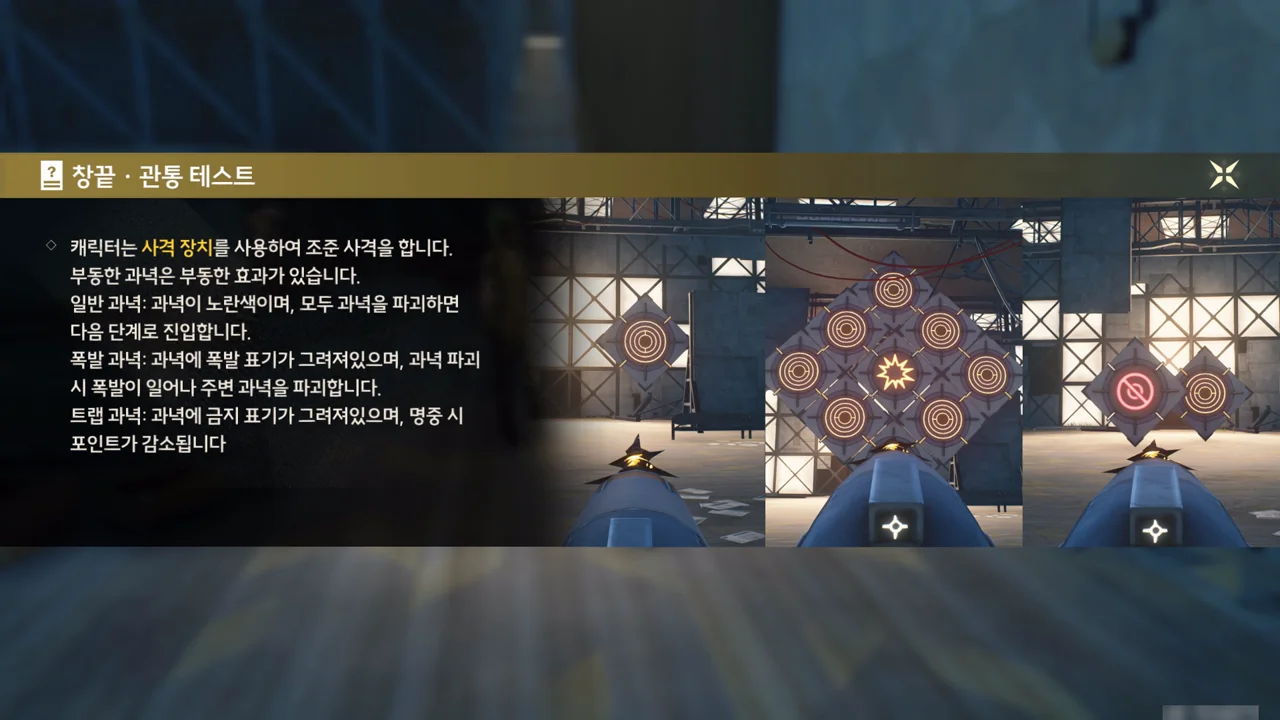 창끝 · 관통 테스트
캐릭터는 사격 장치를 사용하여 조준 사격을 합니다.
부동한 과녁은 부동한 효과가 있습니다.
일반 과녁: 과녁이 노란색이며, 모두 과녁을 파괴하면
다음 단계로 진입합니다.
폭발 과녁: 과녁에 폭발 표기가 그려져있으며, 과녁 파괴
시 폭발이 일어나 주변 과녁을 파괴합니다.
트랩 과녁: 과녁에 금지 표기가 그려져있으며, 명중 시
포인트가 감소됩니다